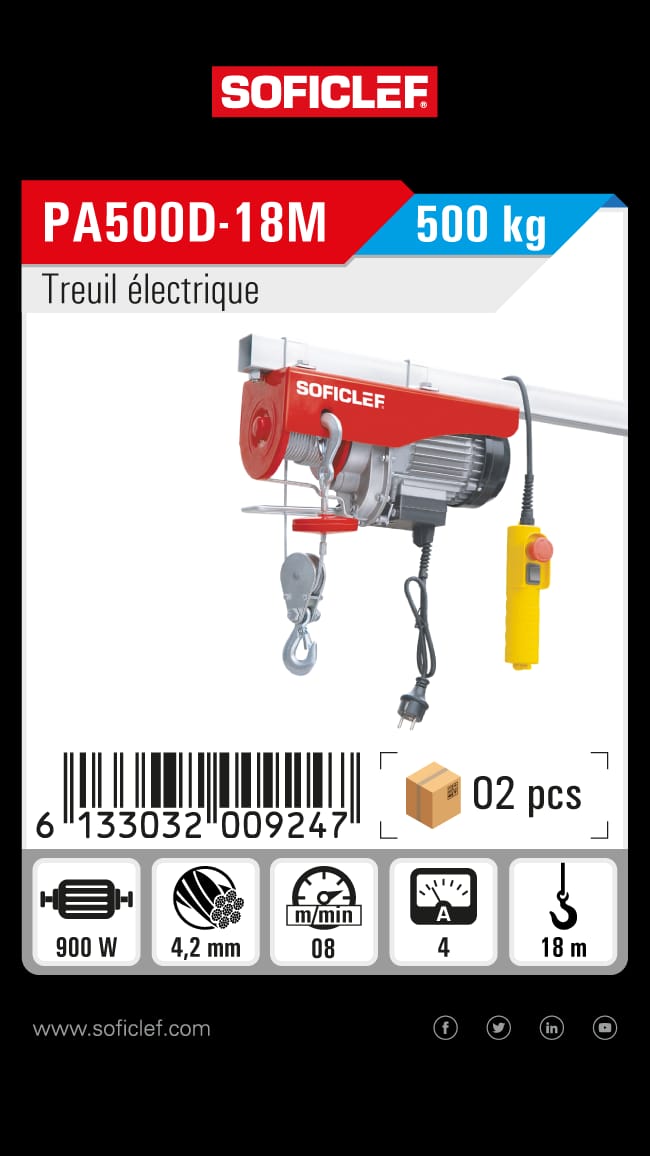 SOFICLEF®
PA500D-18M
500 kg
Treuil électrique
SOFICLEF
6 133032 009247
02 pcs
m/min
A
900 W
4,2 mm
08
4
18 m
www.soficlef.com